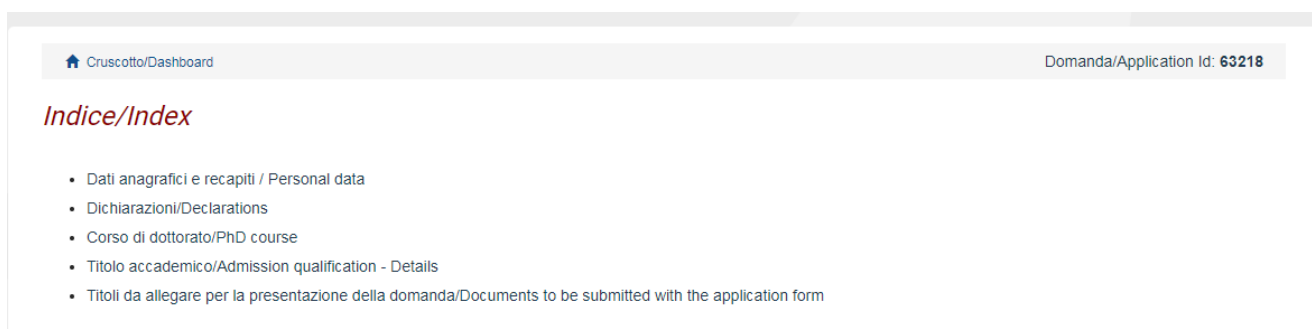 Cruscotto/Dashboard
Domanda/Application Id: 63218
Indice/Index
Dati anagrafici e recapiti / Personal data
Dichiarazioni/Declarations
Corso di dottorato/PhD course
Titolo accademico/Admission qualification - Details
Titoli da allegare per la presentazione della domanda/Documents to be submitted with the application form